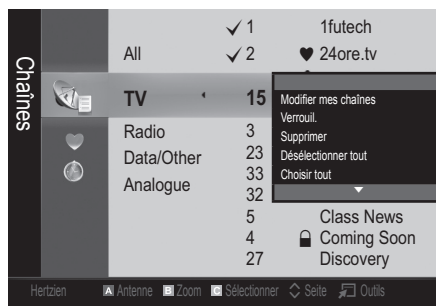 Chaînes
✓ 1 1futech
All ✓ 2 ♥ 24ore.tv
TV 15
Radio 3
Data/Other 23
Analogue 33
32
5 Class News
4 Coming Soon
27 Discovery
Modifier mes chaînes
Verrouil.
Supprimer
Désélectionner tout
Choisir tout
Hertzien A Antenne B Zoom C Sélectionner Seite Outils